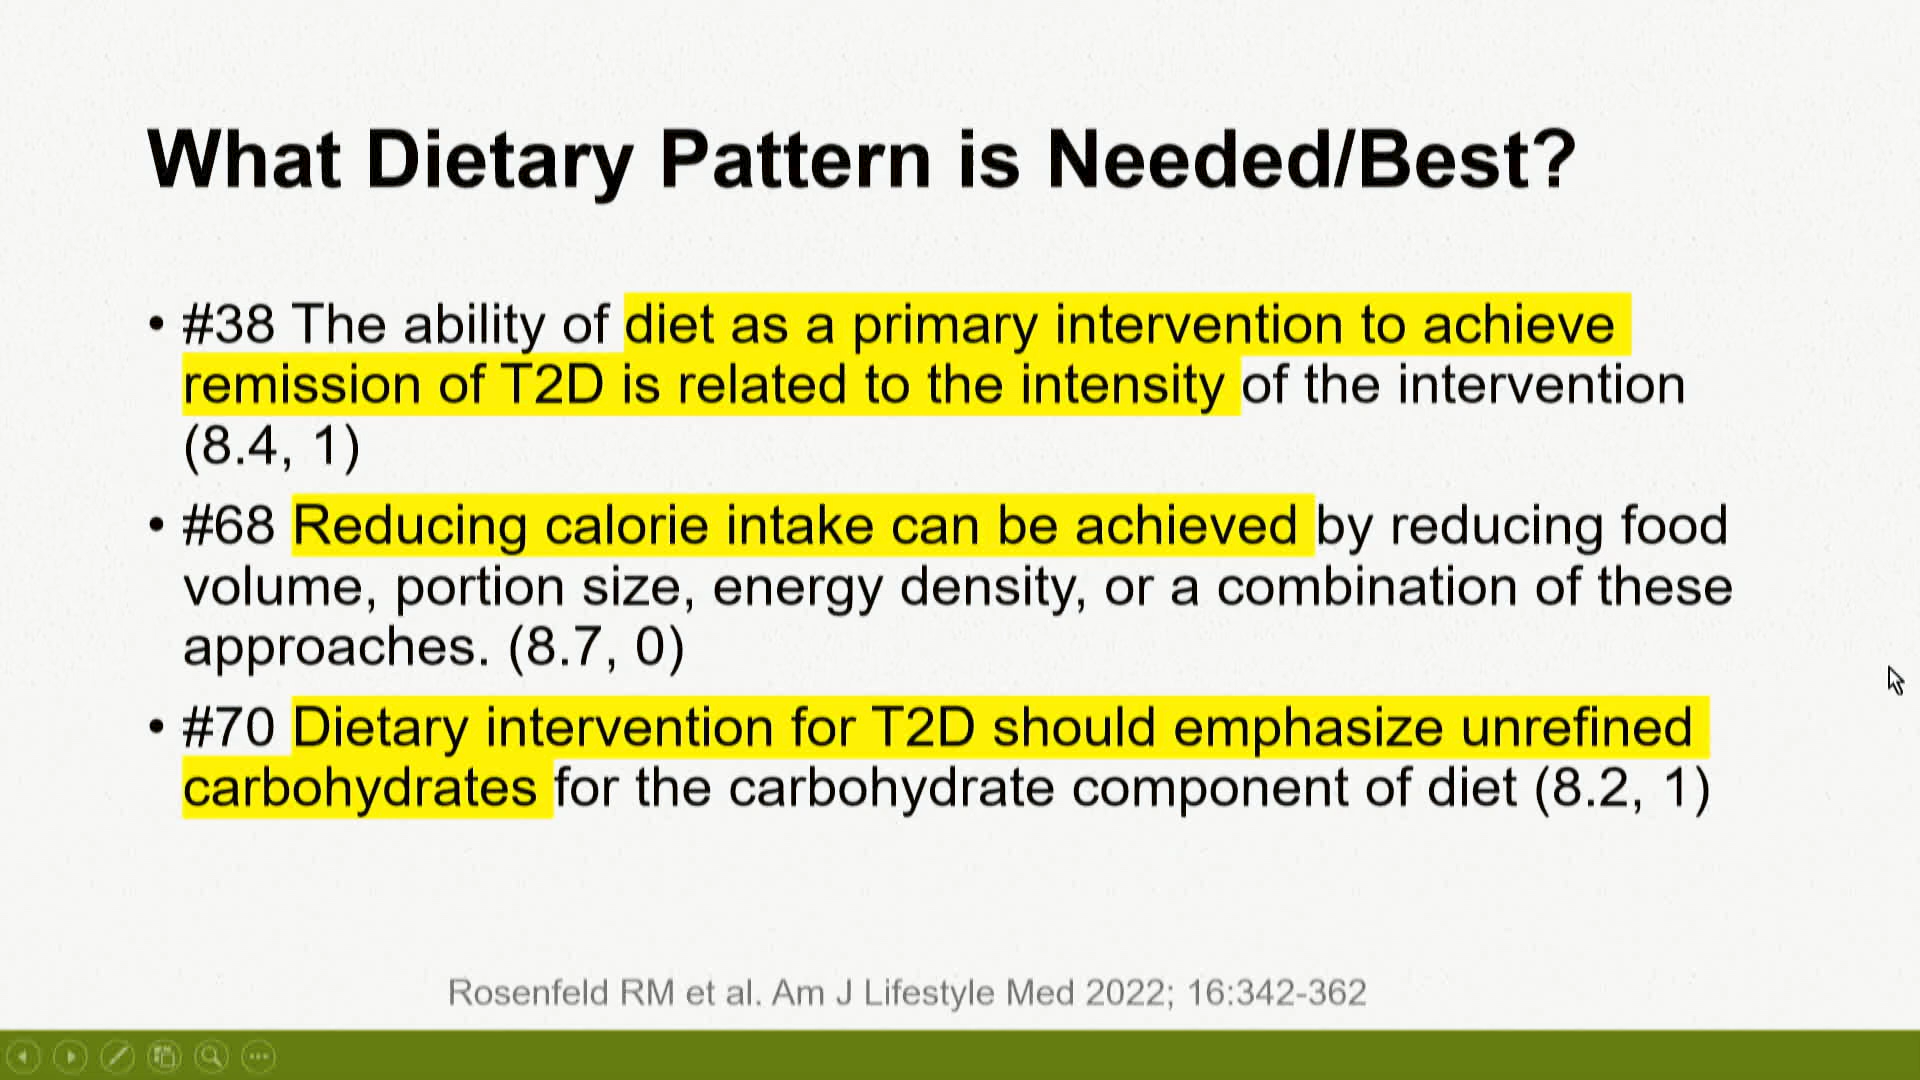 What Dietary Pattern is Needed/Best?
• #38 The ability of diet as a primary intervention to achieve
remission of T2D is related to the intensity of the intervention
(8.4, 1)
• #68 Reducing calorie intake can be achieved by reducing food
volume, portion size, energy density, or a combination of these
approaches. (8.7, 0)
• #70 Dietary intervention for T2D should emphasize unrefined
carbohydrates for the carbohydrate component of diet (8.2, 1)
Rosenfeld RM et al. Am J Lifestyle Med 2022; 16:342-362